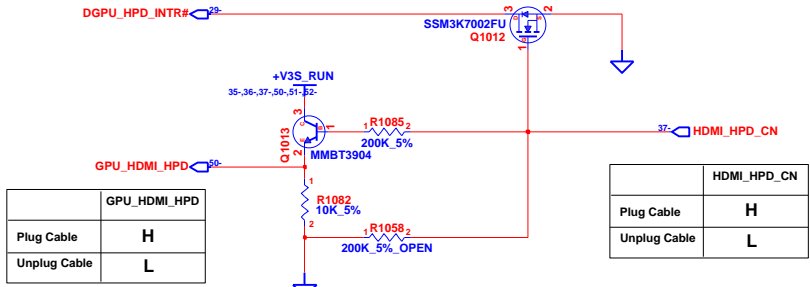 DGPU_HPD_INTR#
29-
3
2
D
S
G
1
SSM3K7002FU
Q1012
+V3S_RUN
35-,36-,37-,50-,51-,52-
3
C
B
1
E
2
Q1013
MMBT3904
1 R1085 2
200K_5%
37-
HDMI_HPD_CN
GPU_HDMI_HPD
50-
1
R1082
10K_5%
2
1 R1058 2
200K_5%_OPEN
GPU_HDMI_HPD
Plug Cable H
Unplug Cable L
HDMI_HPD_CN
Plug Cable H
Unplug Cable L